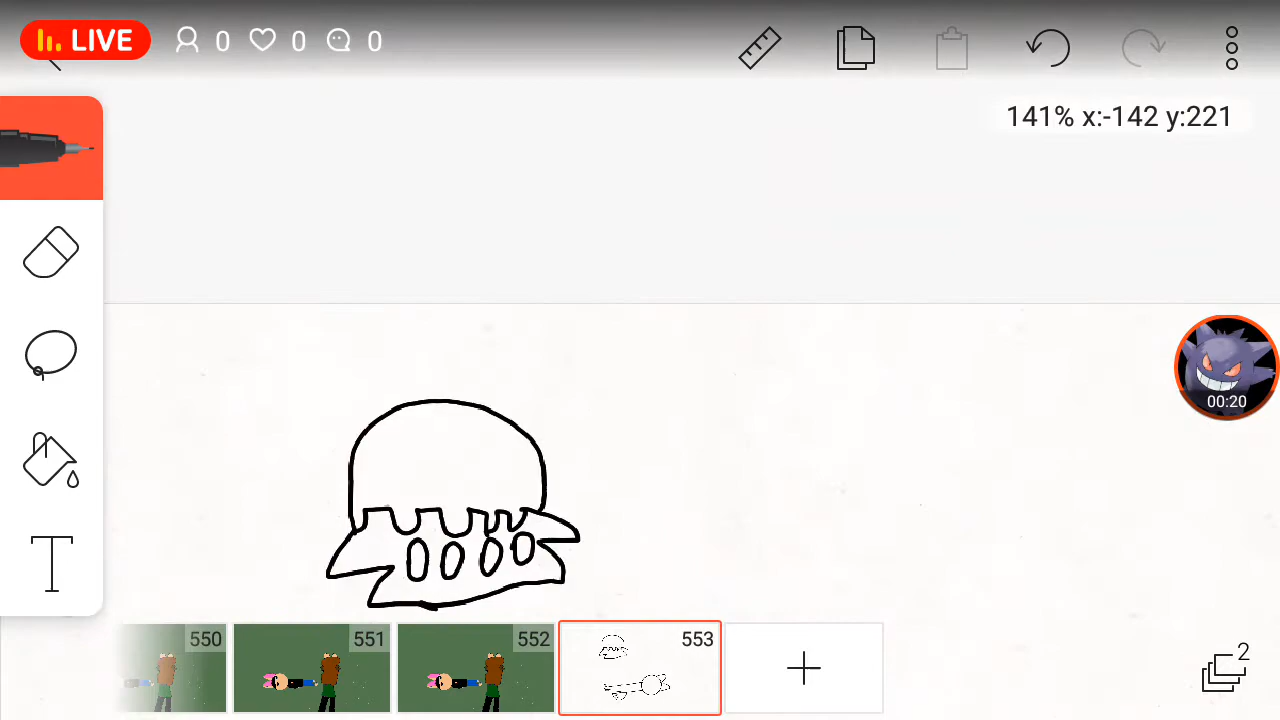 LIVE 0 0 0
141% x:-142 y:221
00:20
T
550 551 552 553
2